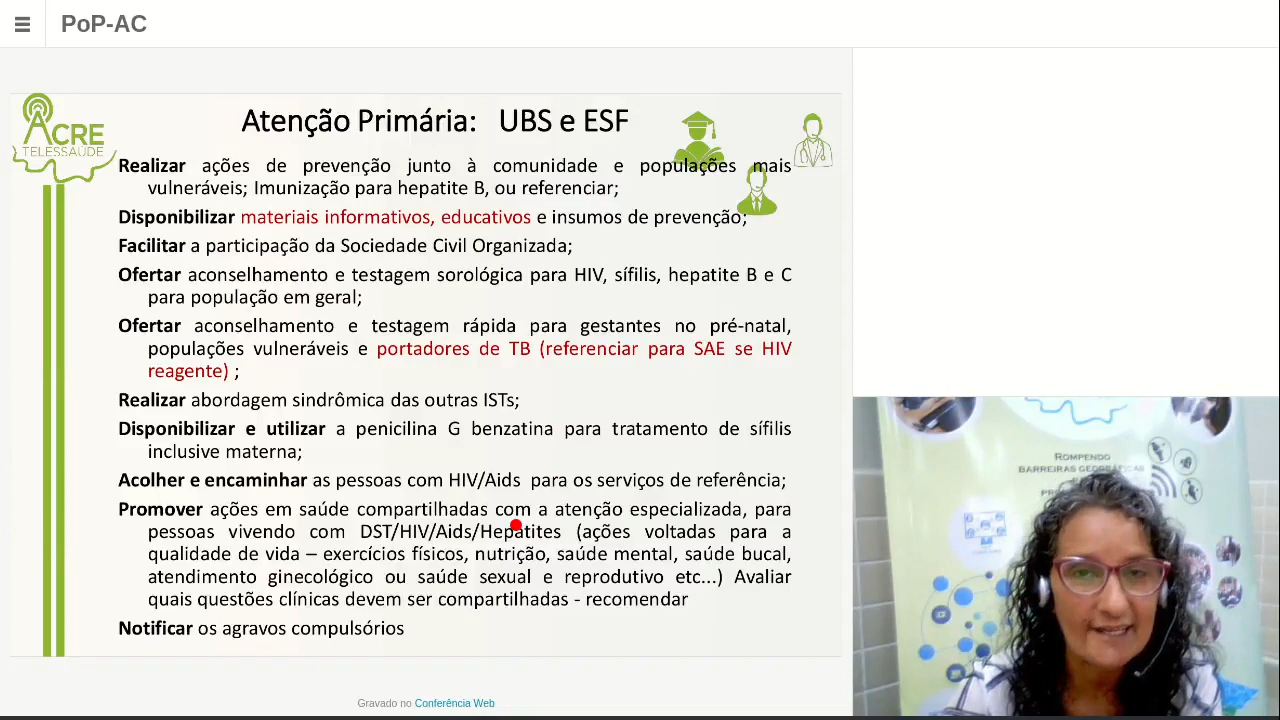 PoP-AC
ACRE
TELESSAÚDE
Atenção Primária: UBS e ESF
Realizar ações de prevenção junto à comunidade e populações mais
vulneráveis; Imunização para hepatite B, ou referenciar;
Disponibilizar materiais informativos, educativos e insumos de prevenção;
Facilitar a participação da Sociedade Civil Organizada;
Ofertar aconselhamento e testagem sorológica para HIV, sífilis, hepatite B e C
para população em geral;
Ofertar aconselhamento e testagem rápida para gestantes no pré-natal,
populações vulneráveis e portadores de TB (referenciar para SAE se HIV
reagente) ;
Realizar abordagem sindrômica das outras ISTs;
Disponibilizar e utilizar a penicilina G benzatina para tratamento de sífilis
inclusive materna;
Acolher e encaminhar as pessoas com HIV/Aids para os serviços de referência;
Promover ações em saúde compartilhadas com a atenção especializada, para
pessoas vivendo com DST/HIV/Aids/Hepatites (ações voltadas para a
qualidade de vida – exercícios físicos, nutrição, saúde mental, saúde bucal,
atendimento ginecológico ou saúde sexual e reprodutivo etc...) Avaliar
quais questões clínicas devem ser compartilhadas - recomendar
Notificar os agravos compulsórios
Gravado no Conferência Web
ROMPENDO
BARREIRAS GEOGRÁFICAS